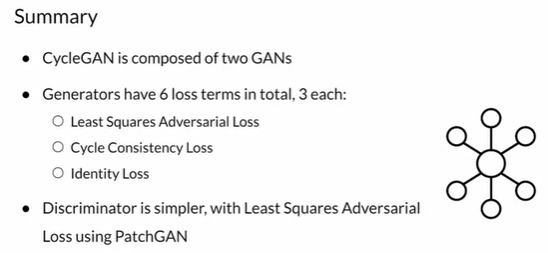 Summary
● CycleGAN is composed of two GANs
● Generators have 6 loss terms in total, 3 each:
○ Least Squares Adversarial Loss
○ Cycle Consistency Loss
○ Identity Loss
● Discriminator is simpler, with Least Squares Adversarial
Loss using PatchGAN